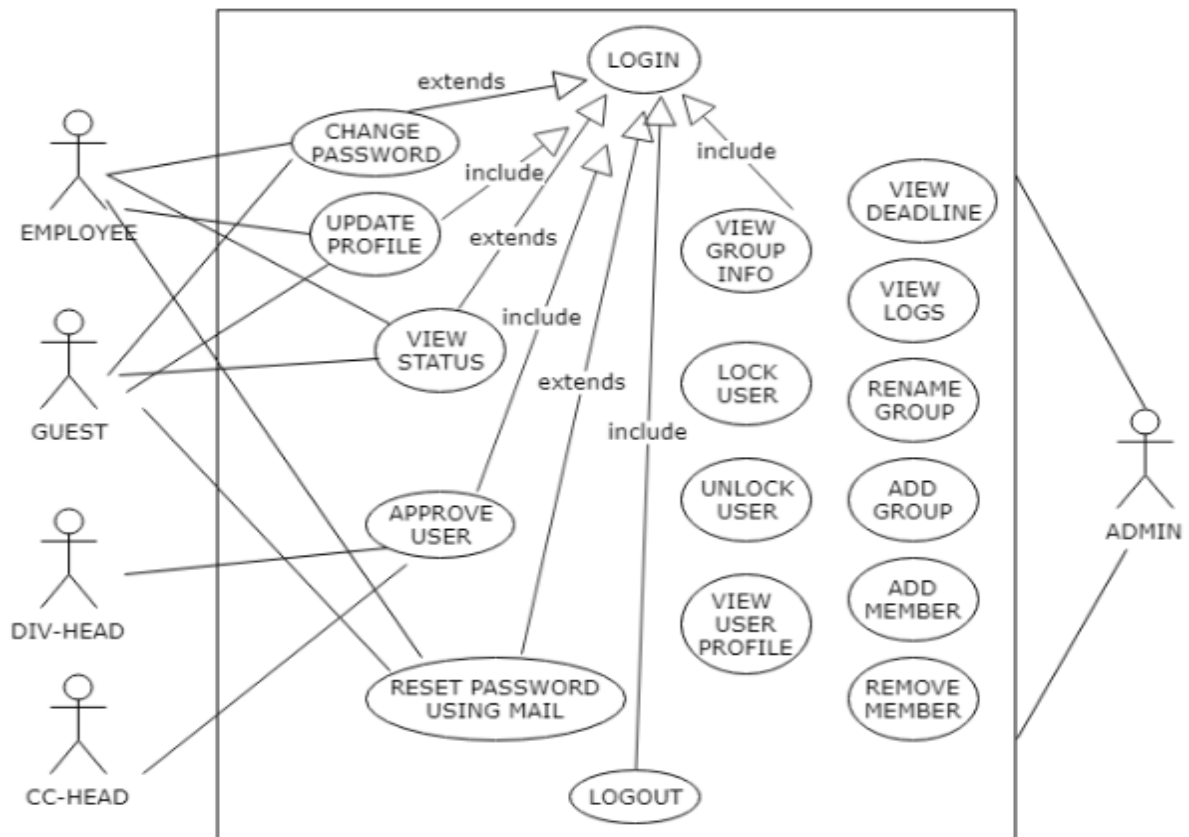 LOGIN
extends
CHANGE
PASSWORD
include
include
VIEW
DEADLINE
EMPLOYEE
UPDATE
PROFILE
extends
VIEW
GROUP
INFO
VIEW
LOGS
include
VIEW
STATUS
LOCK
USER
extends
RENAME
GROUP
GUEST
include
UNLOCK
USER
ADD
GROUP
APPROVE
USER
ADMIN
DIV-HEAD
VIEW
USER
PROFILE
ADD
MEMBER
RESET PASSWORD
USING MAIL
REMOVE
MEMBER
CC-HEAD
LOGOUT